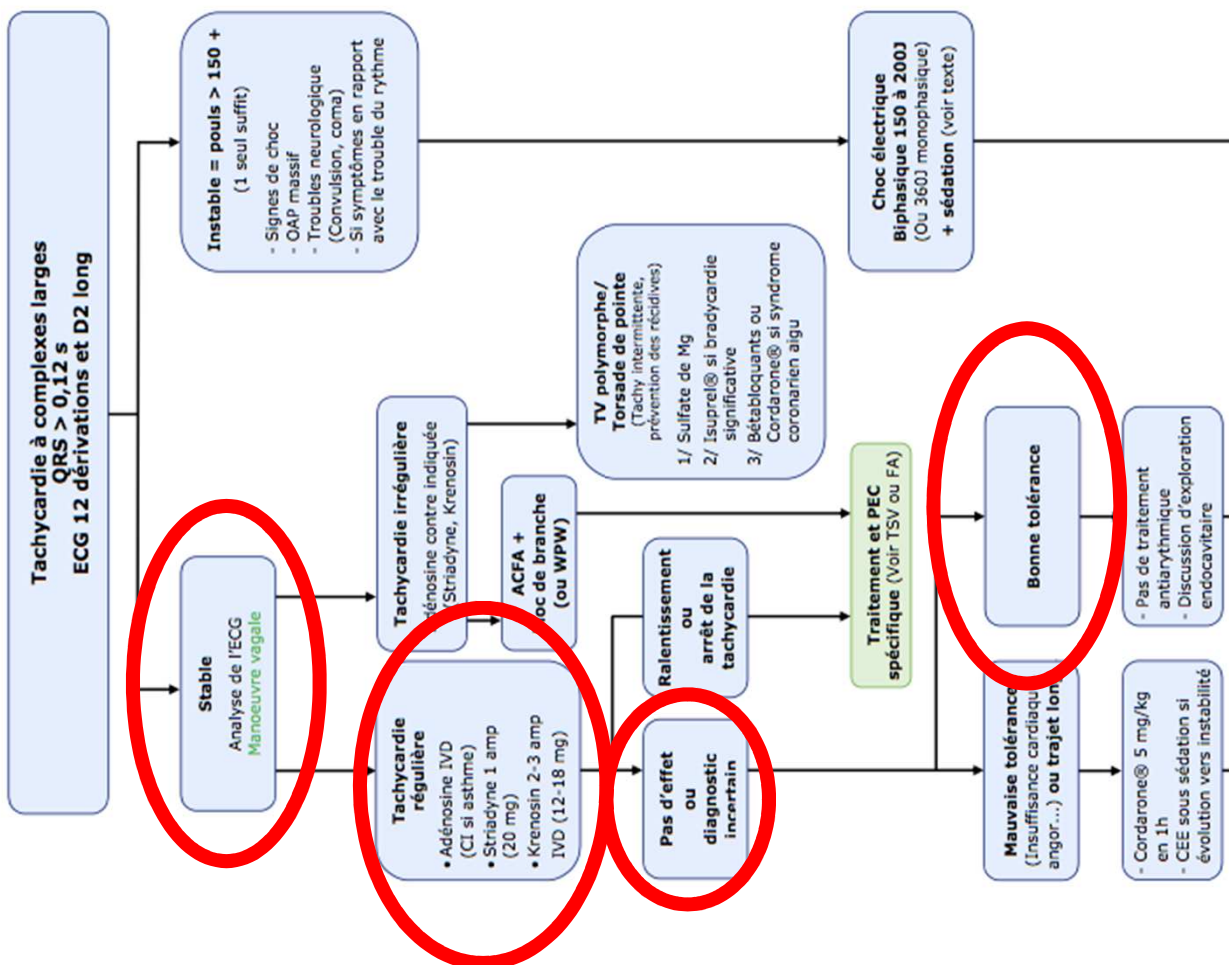 Tachycardie à complexes larges
QRS > 0,12 s
ECG 12 dérivations et D2 long
Stable
Analyse de l'ECG
Manoeuvre vagale
Instable = pouls > 150 +
(1 seul suffit)
- Signes de choc
- OAP massif
- Troubles neurologique
(Convulsion, coma)
- Si symptômes en rapport
avec le trouble du rythme
Tachycardie
régulière
• Adénosine IVD
(CI si asthme)
• Striadyne 1 amp
(20 mg)
• Krenosin 2-3 amp
IVD (12-18 mg)
Tachycardie irrégulière
Adénosine contre indiquée
(Striadyne, Krenosin)
ACFA +
bloc de branche
(ou WPW)
TV polymorphe/
Torsade de pointe
(Tachy intermittente,
prévention des récidives)
1/ Sulfate de Mg
2/ Isuprel® si bradycardie
significative
3/ Bétabloquants ou
Cordarone® si syndrome
coronarien aigu
Pas d'effet
ou
diagnostic
incertain
Ralentissement
ou
arrêt de la
tachycardie
Traitement et PEC
spécifique (Voir TSV ou FA)
Choc électrique
Biphasique 150 à 200J
(Ou 360J monophasique)
+ sédation (voir texte)
Mauvaise tolérance
(Insuffisance cardiaque
angor...) ou trajet long
Bonne tolérance
- Cordarone® 5 mg/kg
en 1h
- CEE sous sédation si
évolution vers instabilité
- Pas de traitement
antiarythmique
- Discussion d'exploration
endocavitaire